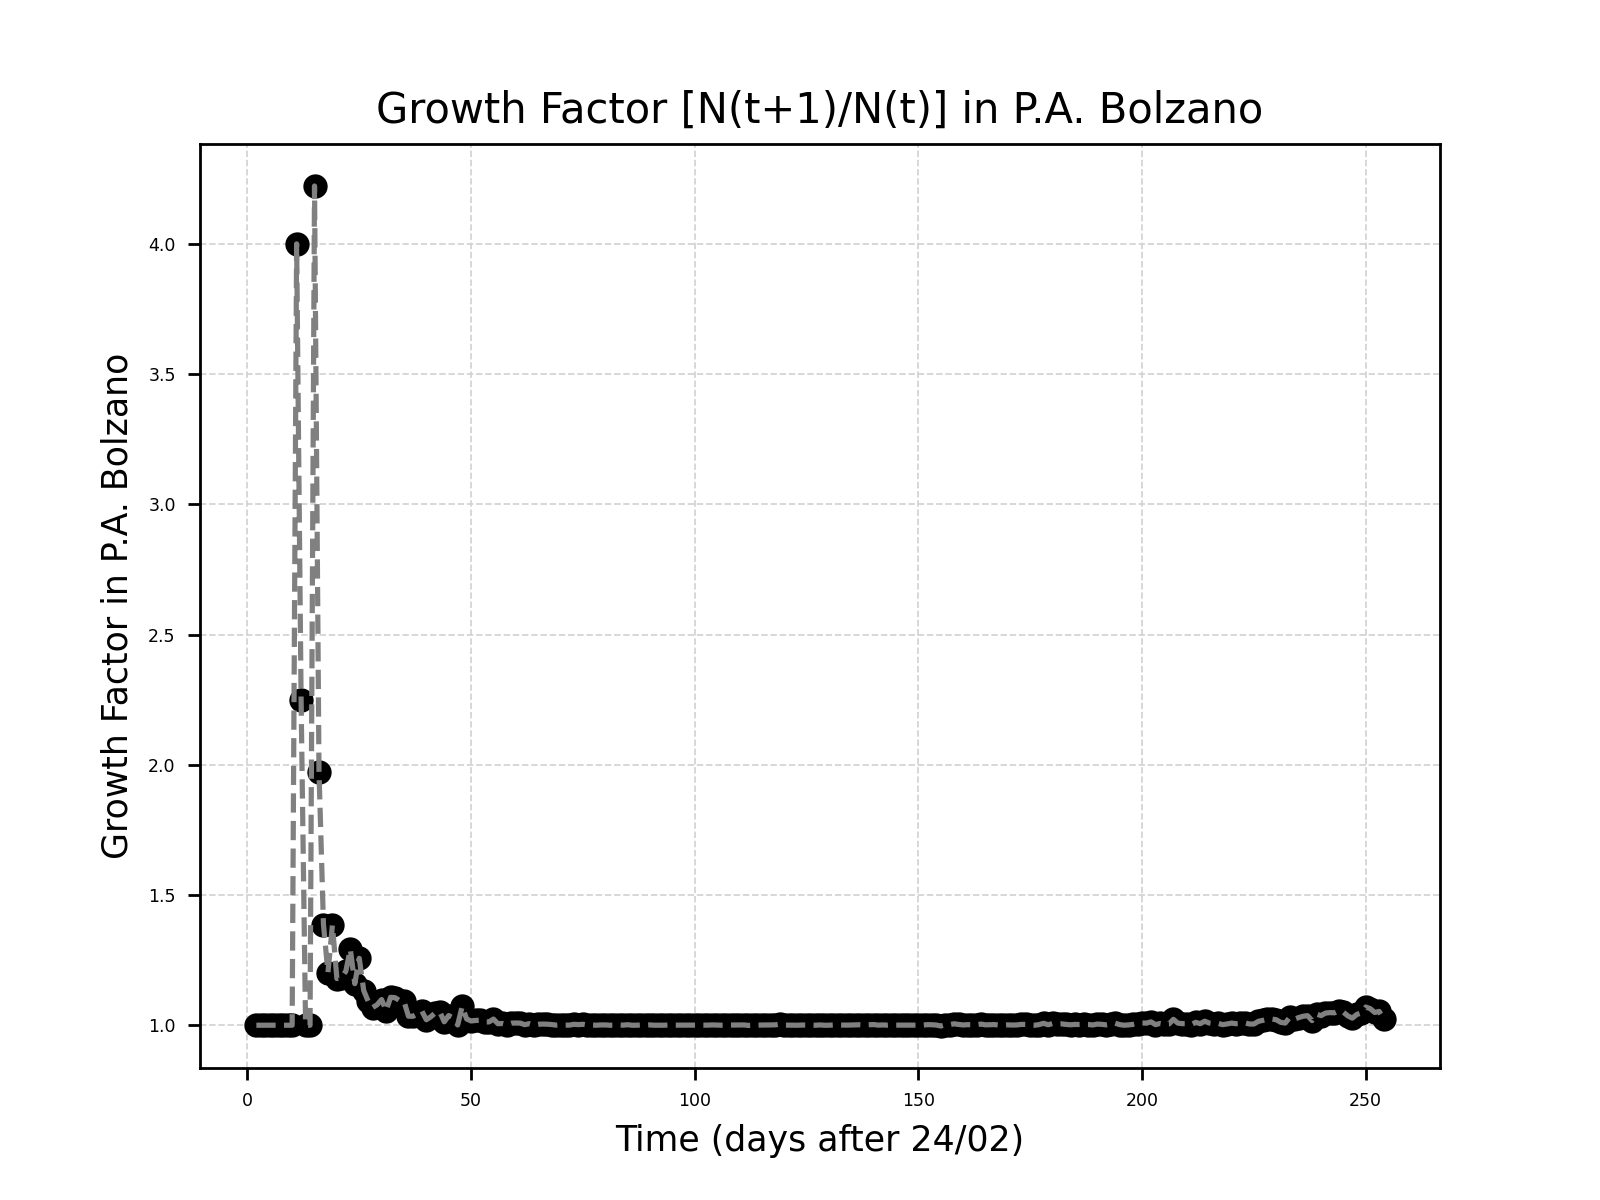 Growth Factor [N(t+1)/N(t)] in P.A. Bolzano
Growth Factor in P.A. Bolzano
4.0
3.5
3.0
2.5
2.0
1.5
1.0
0 50 100 150 200 250
Time (days after 24/02)